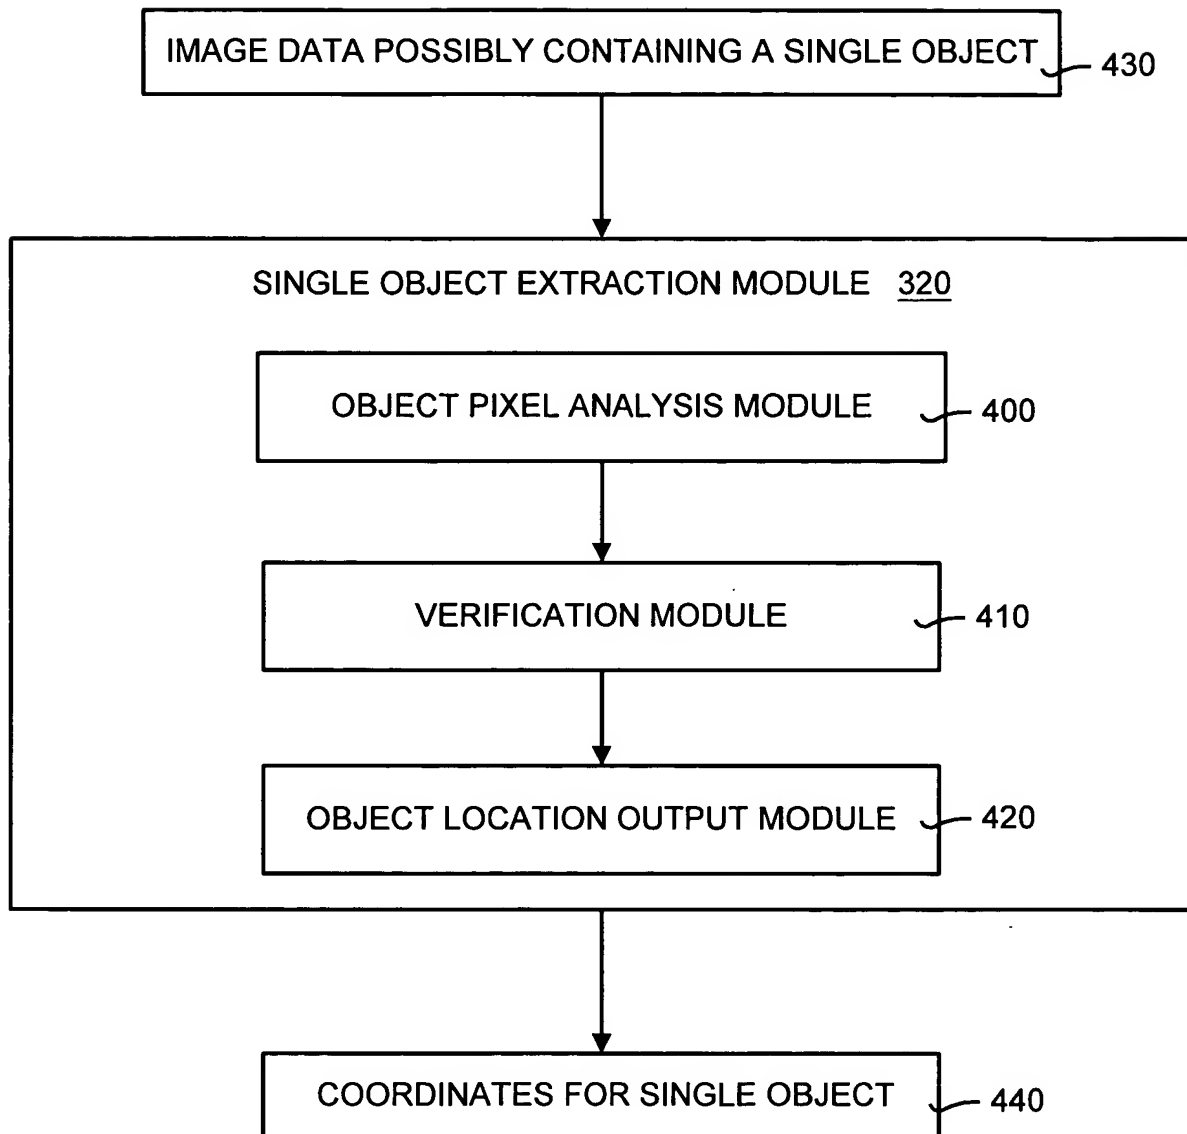 IMAGE DATA POSSIBLY CONTAINING A SINGLE OBJECT 430
SINGLE OBJECT EXTRACTION MODULE 320
OBJECT PIXEL ANALYSIS MODULE 400
VERIFICATION MODULE 410
OBJECT LOCATION OUTPUT MODULE 420
COORDINATES FOR SINGLE OBJECT 440